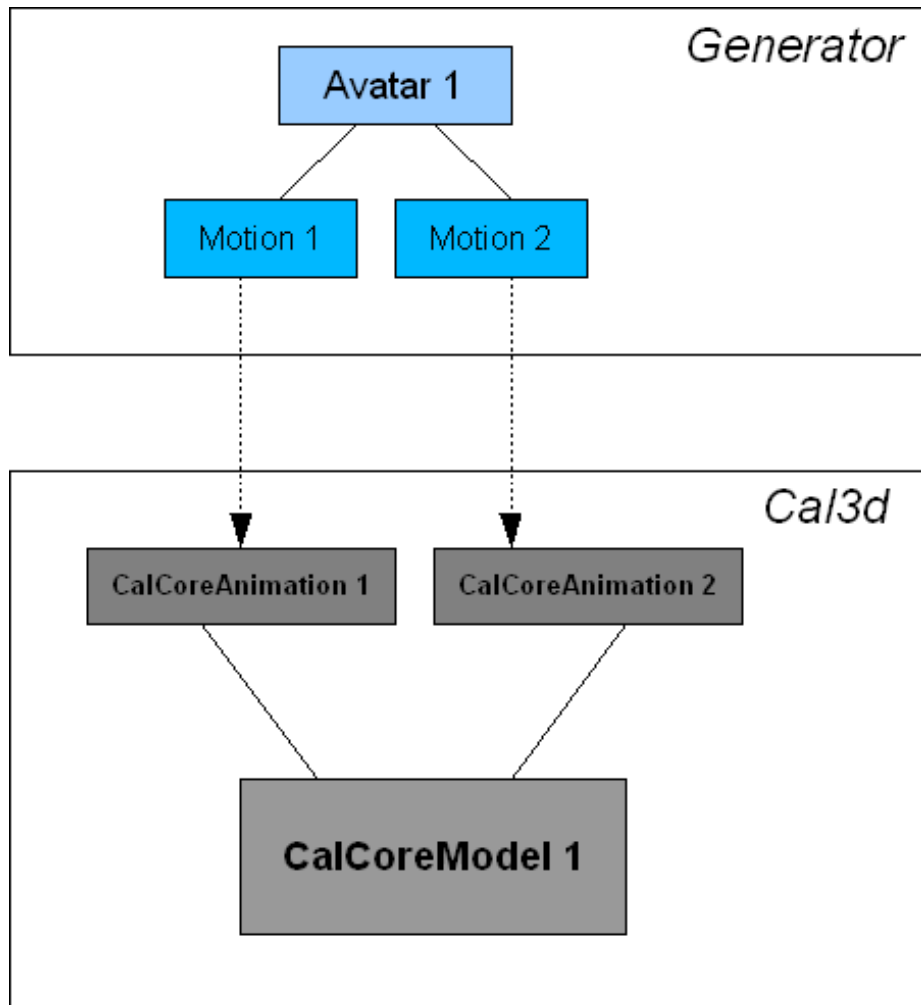 Generator
Avatar 1
Motion 1
Motion 2
Cal3d
CalCoreAnimation 1
CalCoreAnimation 2
CalCoreModel 1